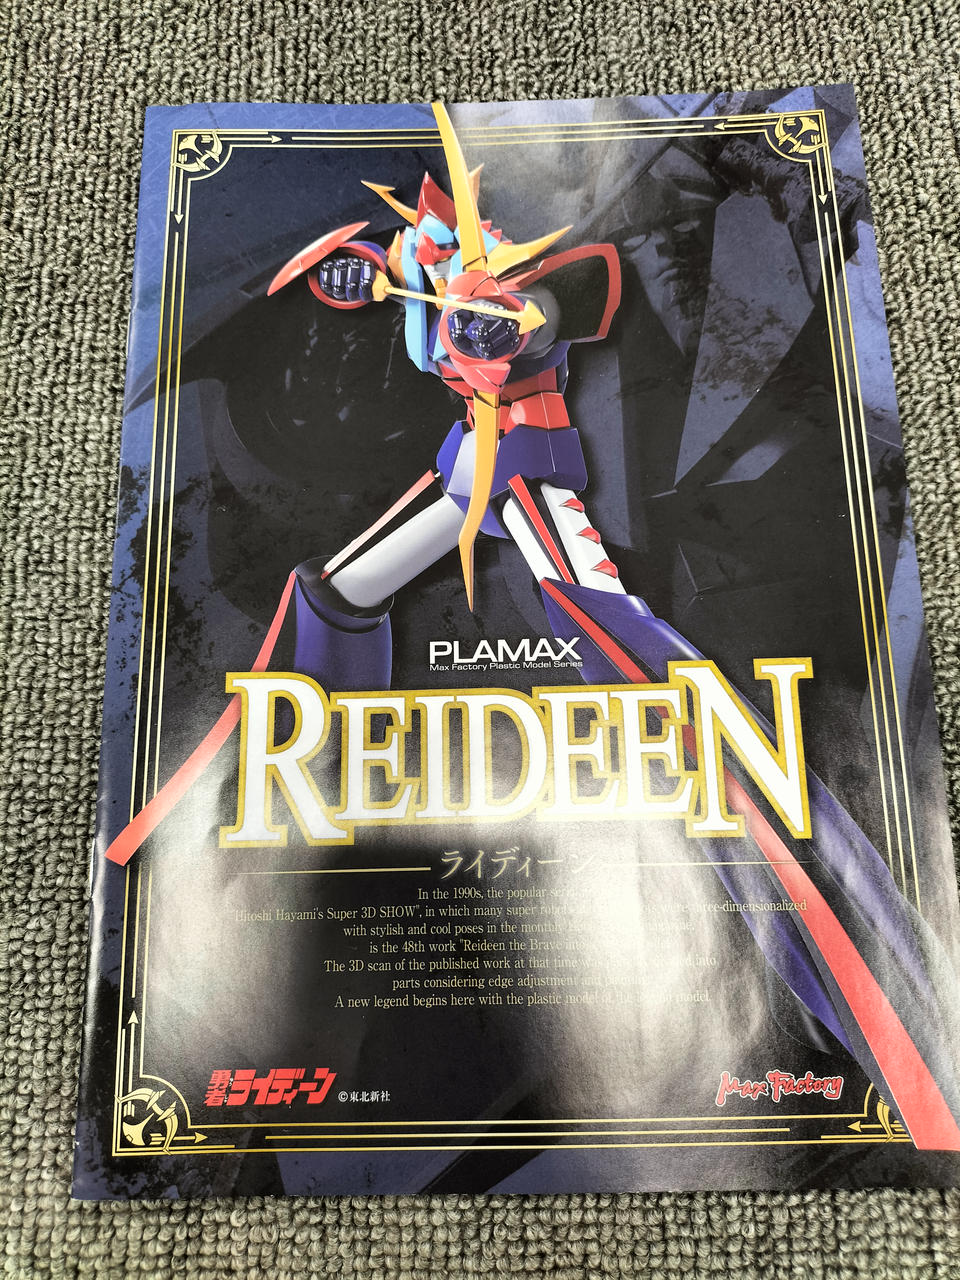 PLAMAX
Max Factory Plastic Model Series
REIDEEN
ライディーン
In the 1990s, the popular
"Hitoshi Hayami's Super 3D SHOW", in which many super robots were three-dimensionalized
with stylish and cool poses in the monthly
is the 48th work "Reideen the Brave
The 3D scan of the published work at that time was into
parts considering edge adjustment and
A new legend begins here with the plastic model of the model.
勇者ライディーン
©東北新社
Max Factory